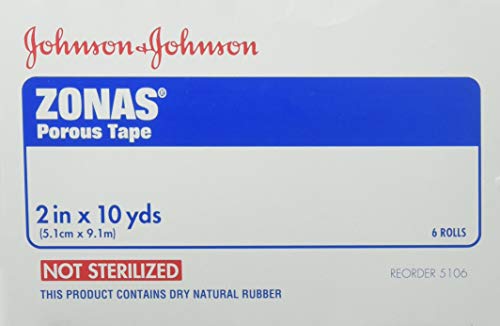 Johnson & Johnson
ZONAS®
Porous Tape
2 in x 10 yds
(5.1cm x 9.1m)
6 ROLLS
NOT STERILIZED
REORDER 5106
THIS PRODUCT CONTAINS DRY NATURAL RUBBER